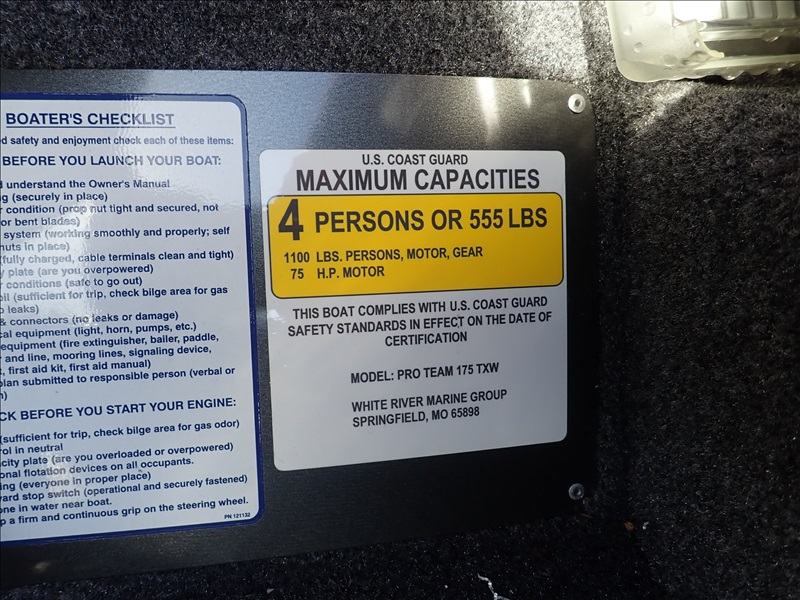 BOATER'S CHECKLIST
safety and enjoyment check each of these items:
BEFORE YOU LAUNCH YOUR BOAT:
understand the Owner's Manual
(securely in place)
condition (prop nut tight and secured, not
or bent blades)
system (working smoothly and properly; self
in place)
(fully charged, cable terminals clean and tight)
plate (are you overpowered)
conditions (safe to go out)
(sufficient for trip, check bilge area for gas
leaks)
& connectors (no leaks or damage)
equipment (light, horn, pumps, etc.)
equipment (fire extinguisher, bailer, paddle,
and line, mooring lines, signaling device,
first aid kit, first aid manual)
submitted to responsible person (verbal or
BEFORE YOU START YOUR ENGINE:
(sufficient for trip, check bilge area for gas odor)
in neutral
plate (are you overloaded or overpowered)
flotation devices on all occupants.
(everyone in proper place)
stop switch (operational and securely fastened)
in water near boat.
a firm and continuous grip on the steering wheel.
PN 121132
U.S. COAST GUARD
MAXIMUM CAPACITIES
4 PERSONS OR 555 LBS
1100 LBS. PERSONS, MOTOR, GEAR
75 H.P. MOTOR
THIS BOAT COMPLIES WITH U.S. COAST GUARD
SAFETY STANDARDS IN EFFECT ON THE DATE OF
CERTIFICATION
MODEL: PRO TEAM 175 TXW
WHITE RIVER MARINE GROUP
SPRINGFIELD, MO 65898